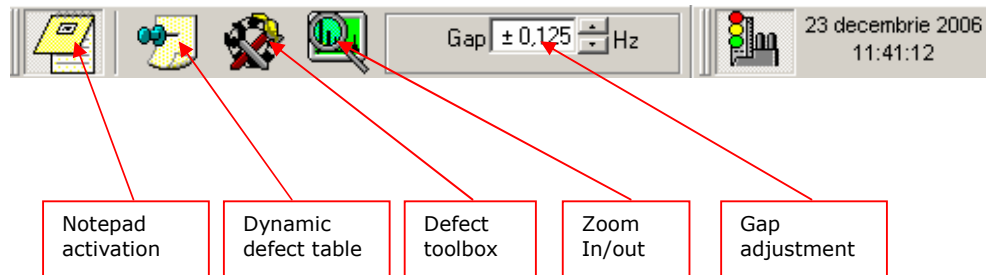 Gap ± 0,125 Hz
23 decembrie 2006
11:41:12
Notepad
activation
Dynamic
defect table
Defect
toolbox
Zoom
In/out
Gap
adjustment